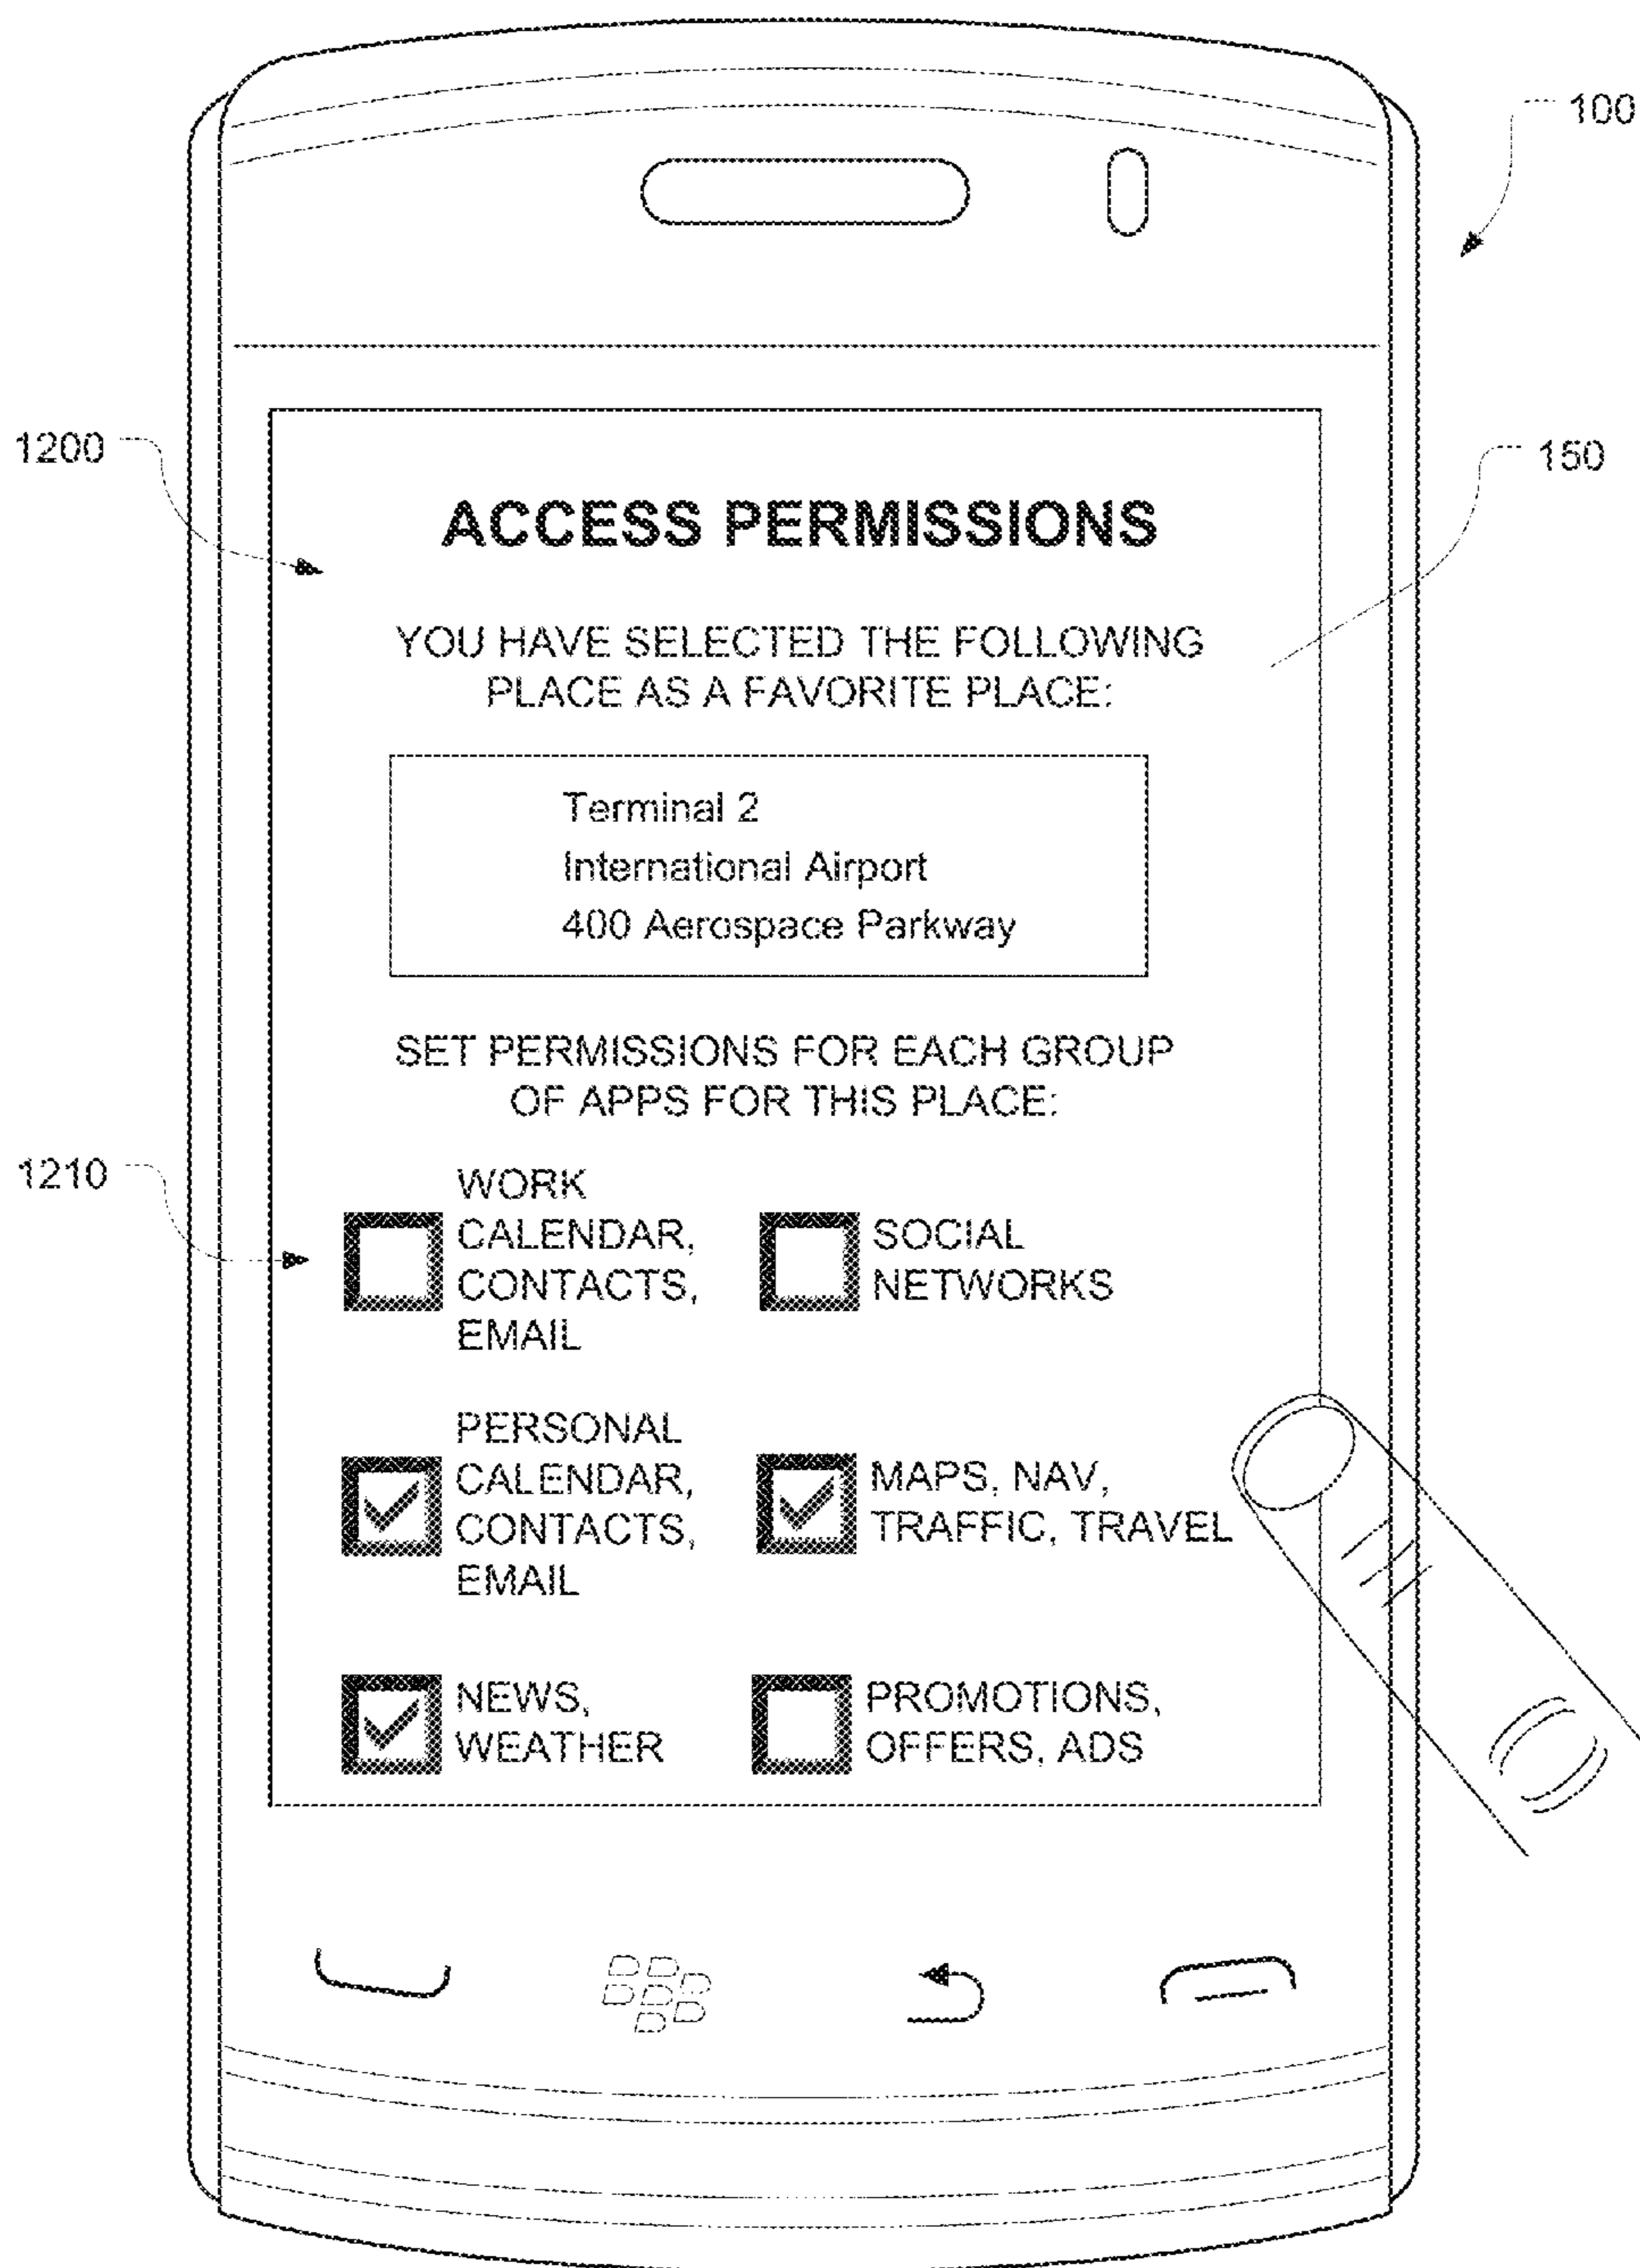 100
1200
150
ACCESS PERMISSIONS
YOU HAVE SELECTED THE FOLLOWING
PLACE AS A FAVORITE PLACE:
Terminal 2
International Airport
400 Aerospace Parkway
SET PERMISSIONS FOR EACH GROUP
OF APPS FOR THIS PLACE:
1210
WORK
CALENDAR,
CONTACTS,
EMAIL
SOCIAL
NETWORKS
PERSONAL
CALENDAR,
CONTACTS,
EMAIL
MAPS, NAV,
TRAFFIC, TRAVEL
NEWS,
WEATHER
PROMOTIONS,
OFFERS, ADS